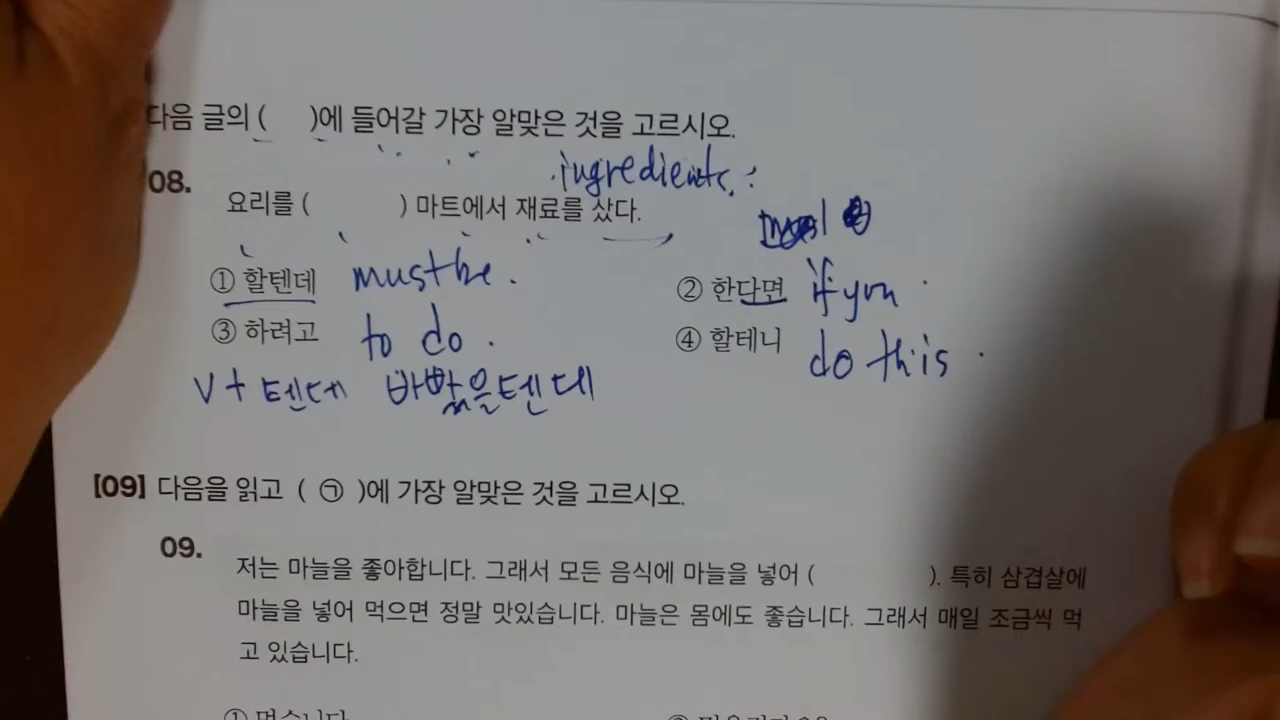 다음 글의 ( )에 들어갈 가장 알맞은 것을 고르시오.
ingredients.
08.
요리를 ( ) 마트에서 재료를 샀다.
① 할텐데 must be.
② 한다면 if you
③ 하려고 to do.
④ 할테니 do this
V + 텐데 바빴을텐데
[09] 다음을 읽고 ( ㉠ )에 가장 알맞은 것을 고르시오.
09.
저는 마늘을 좋아합니다. 그래서 모든 음식에 마늘을 넣어 ( ). 특히 삼겹살에
마늘을 넣어 먹으면 정말 맛있습니다. 마늘은 몸에도 좋습니다. 그래서 매일 조금씩 먹
고 있습니다.